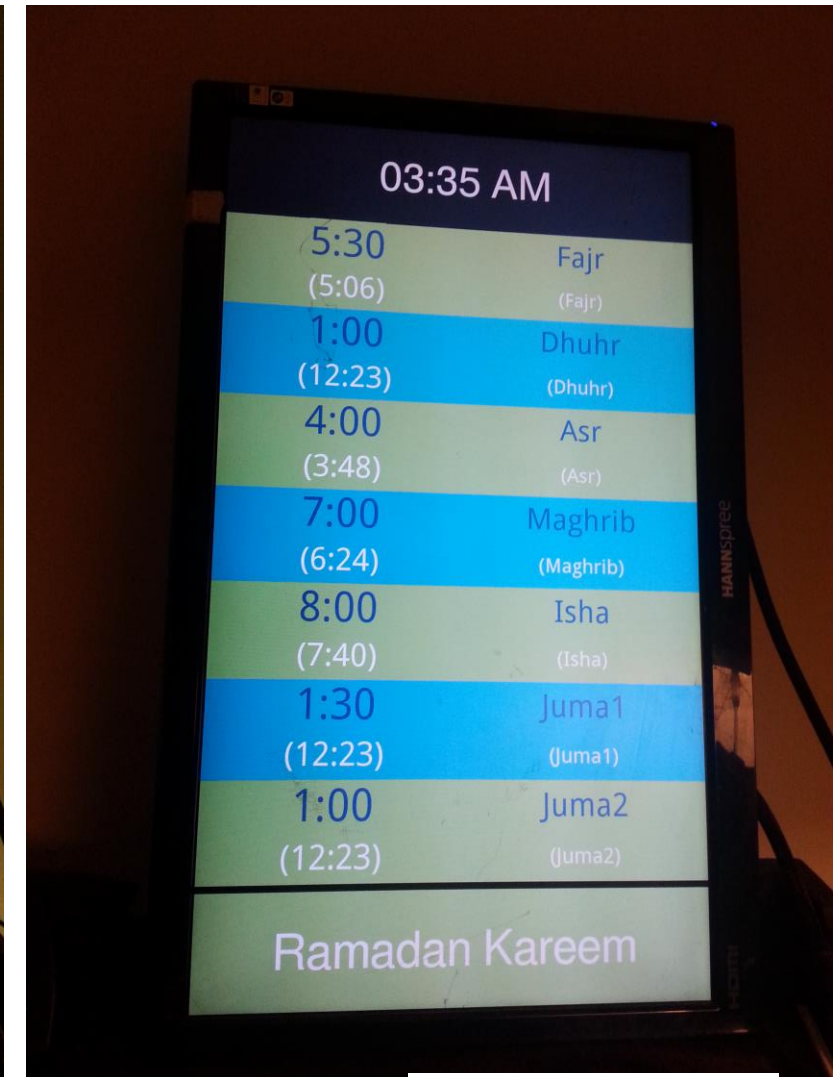 03:35 AM
5:30 Fajr
(5:06) (Fajr)
1:00 Dhuhr
(12:23) (Dhuhr)
4:00 Asr
(3:48) (Asr)
7:00 Maghrib
(6:24) (Maghrib)
8:00 Isha
(7:40) (Isha)
1:30 Juma1
(12:23) (Juma1)
1:00 Juma2
(12:23) (Juma2)
Ramadan Kareem
HANNspree
HDMI